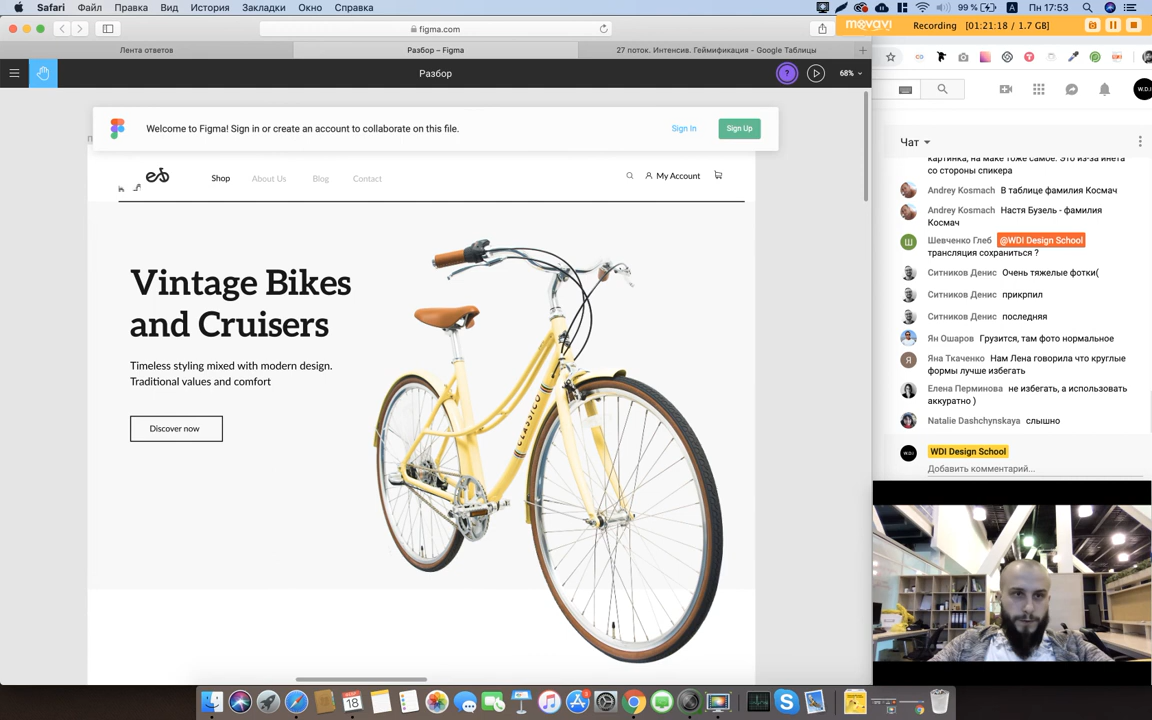 Safari Файл Правка Вид История Закладки Окно Справка
99 % Пн 17:53
movavi Recording [01:21:18 / 1.7 GB]
figma.com
Лента ответов
Разбор – Figma
27 поток. Интенсив. Геймификация - Google Таблицы
Разбор
?
68%
Welcome to Figma! Sign in or create an account to collaborate on this file.
Sign In
Sign Up
Shop
About Us
Blog
Contact
My Account
Vintage Bikes
and Cruisers
Timeless styling mixed with modern design.
Traditional values and comfort
Discover now
CLASSICO
W.D.I
Чат
картинка, на маке тоже самое. Это из-за инета
со стороны спикера
Andrey Kosmach В таблице фамилия Космач
Andrey Kosmach Настя Бузель - фамилия
Космач
Ш
Шевченко Глеб @WDI Design School
трансляция сохраниться ?
Ситников Денис Очень тяжелые фотки(
Ситников Денис прикрпил
Ситников Денис последняя
Ян Ошаров Грузится, там фото нормальное
Я
Яна Ткаченко Нам Лена говорила что круглые
формы лучше избегать
Елена Перминова не избегать, а использовать
аккуратно )
Natalie Dashchynskaya слышно
WDI Design School
Добавить комментарий...
18